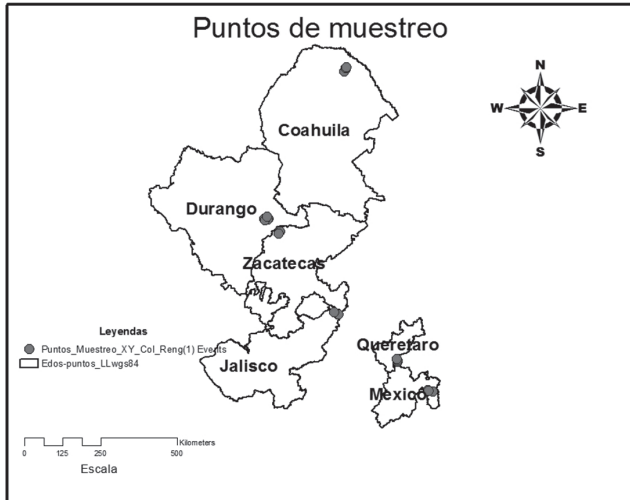 Puntos de muestreo
N
W E
S
Coahuila
Durango
Zacatecas
Leyendas
Puntos_Muestreo_XY_Col_Reng(1) Events
Edos-puntos_LLwgs84
Queretaro
Jalisco
Mexico
Kilometers
0 125 250 500
Escala